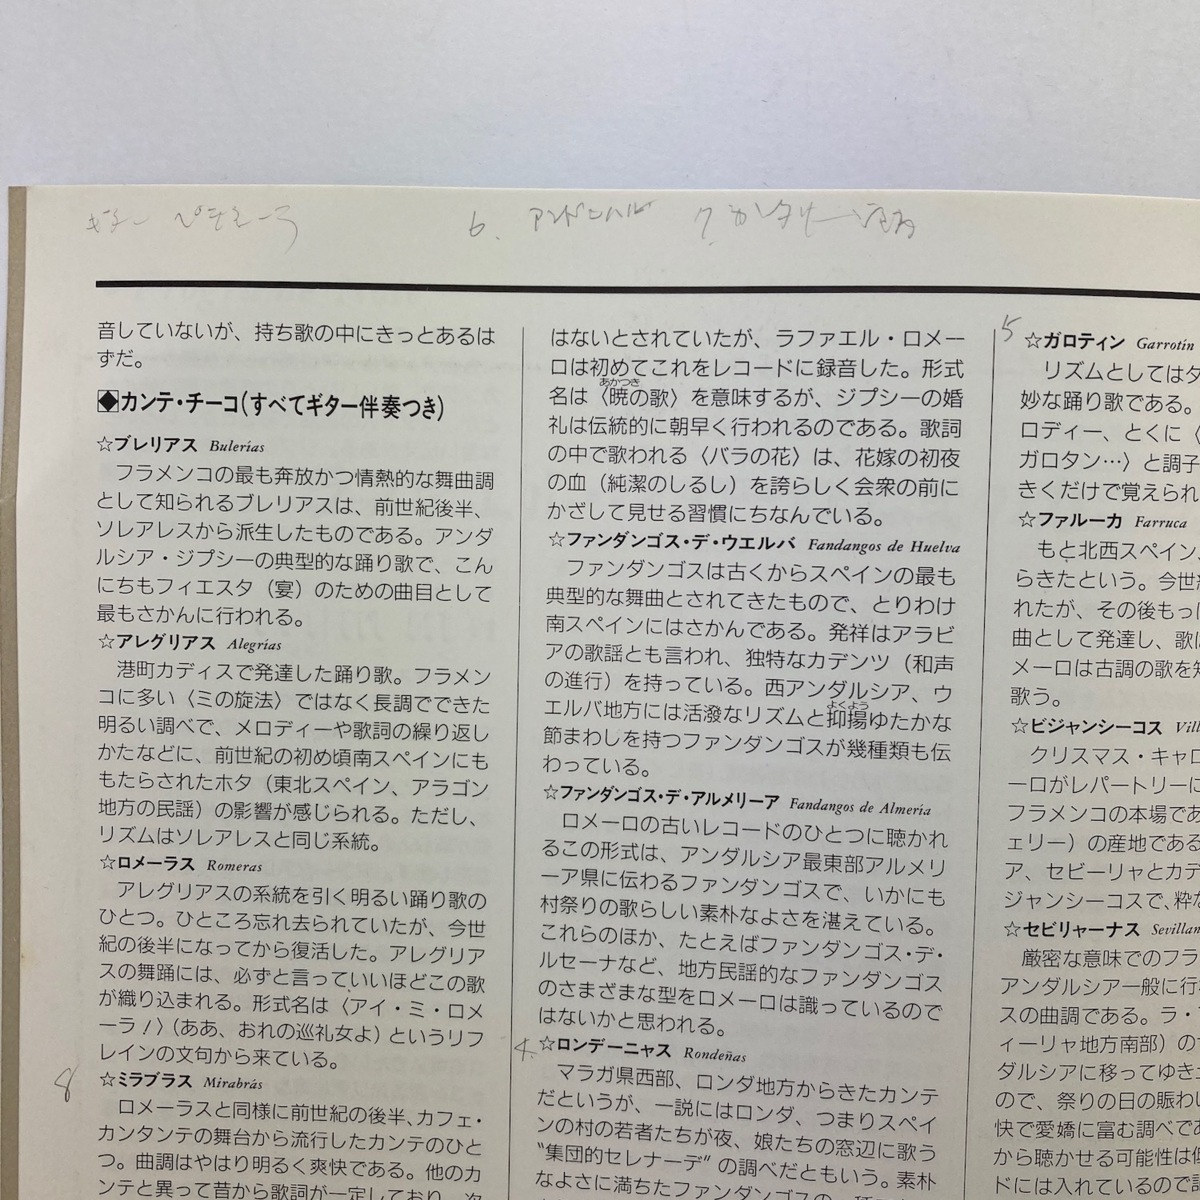 6. 7.
音していないが、持ち歌の中にきっとあるは
ずだ。
◆カンテ・チーコ(すべてギター伴奏つき)
☆ブレリアス Bulerías
フラメンコの最も奔放かつ情熱的な舞曲調
として知られるブレリアスは、前世紀後半、
ソレアレスから派生したものである。アンダ
ルシア・ジプシーの典型的な踊り歌で、こん
にちもフィエスタ（宴）のための曲目として
最もさかんに行われる。
☆アレグリアス Alegrías
港町カディスで発達した踊り歌。フラメン
コに多い〈ミの旋法〉ではなく長調でできた
明るい調べで、メロディーや歌詞の繰り返し
かたなどに、前世紀の初め頃南スペインにも
もたらされたホタ（東北スペイン、アラゴン
地方の民謡）の影響が感じられる。ただし、
リズムはソレアレスと同じ系統。
☆ロメーラス Romeras
アレグリアスの系統を引く明るい踊り歌の
ひとつ。ひところ忘れ去られていたが、今世
紀の後半になってから復活した。アレグリア
スの舞踊には、必ずと言っていいほどこの歌
が織り込まれる。形式名は〈アイ・ミ・ロメ
ーラ！〉（ああ、おれの巡礼女よ）というリフ
レインの文句から来ている。
8
☆ミラブラス Mirabrás
ロメーラスと同様に前世紀の後半、カフェ・
カンタンテの舞台から流行したカンテのひと
つ。曲調はやはり明るく爽快である。他のカ
ンテと異って昔から歌詞が一定しており、次
はないとされていたが、ラファエル・ロメー
ロは初めてこれをレコードに録音した。形式
あかつき
名は〈暁の歌〉を意味するが、ジプシーの婚
礼は伝統的に朝早く行われるのである。歌詞
の中で歌われる〈バラの花〉は、花嫁の初夜
の血（純潔のしるし）を誇らしく会衆の前に
かざして見せる習慣にちなんでいる。
☆ファンダンゴス・デ・ウエルバ Fandangos de Huelva
ファンダンゴスは古くからスペインの最も
典型的な舞曲とされてきたもので、とりわけ
南スペインにはさかんである。発祥はアラビ
アの歌謡とも言われ、独特なカデンツ（和声
の進行）を持っている。西アンダルシア、ウ
よくよう
エルバ地方には活潑なリズムと抑揚ゆたかな
節まわしを持つファンダンゴスが幾種類も伝
わっている。
☆ファンダンゴス・デ・アルメリーア Fandangos de Almería
ロメーロの古いレコードのひとつに聴かれ
るこの形式は、アンダルシア最東部アルメリ
ーア県に伝わるファンダンゴスで、いかにも
村祭りの歌らしい素朴なよさを湛えている。
これらのほか、たとえばファンダンゴス・デ・
ルセーナなど、地方民謡的なファンダンゴス
のさまざまな型をロメーロは識っているので
はないかと思われる。
4.
☆ロンデーニャス Rondeñas
マラガ県西部、ロンダ地方からきたカンテ
だというが、一説にはロンダ、つまりスペイ
ンの村の若者たちが夜、娘たちの窓辺に歌う
“集団的セレナーデ”の調べだともいう。素朴
なよさに満ちたファンダンゴスの
5
☆ガロティン Garrotín
リズムとしてはタ
妙な踊り歌である。
ロディー、とくに〈
ガロタン…〉と調子
きくだけで覚えられ
☆ファルーカ Farruca
もと北西スペイン、
らきたという。今世紀
れたが、その後もっぱ
曲として発達し、歌は
メーロは古調の歌を知
歌う。
☆ビジャンシーコス Vill
クリスマス・キャロ
ーロがレパートリーに
フラメンコの本場であ
ェリー）の産地である
ア、セビーリャとカデ
ジャンシーコスで、粋な
☆セビリャーナス Sevillan
厳密な意味でのフラ
アンダルシア一般に行
スの曲調である。ラ・
ィーリャ地方南部）の
ダルシアに移ってゆき
ので、祭りの日の賑わい
快で愛嬌に富む調べであ
から聴かせる可能性は
ドには入れているので